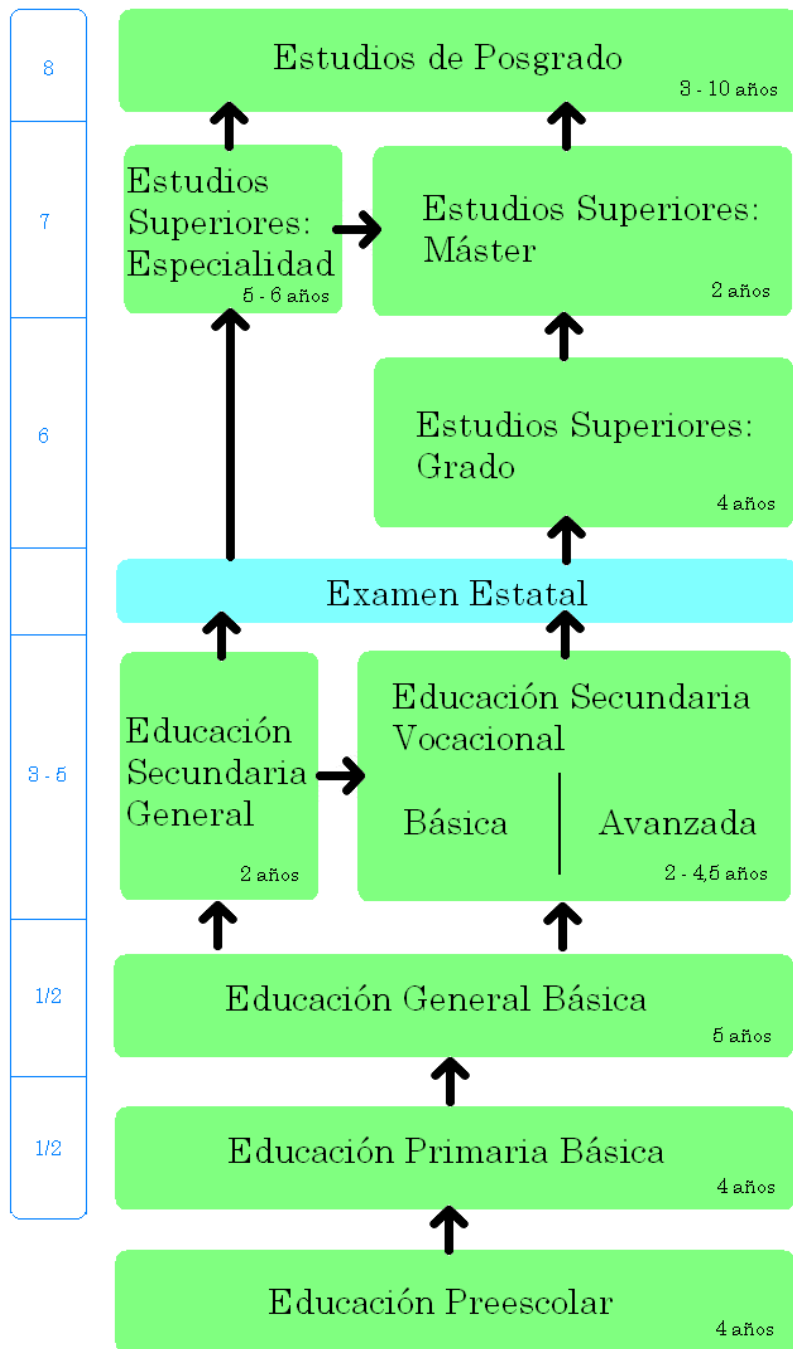 8
Estudios de Posgrado
3 - 10 años
7
Estudios
Superiores:
Especialidad
5 - 6 años
Estudios Superiores:
Máster
2 años
6
Estudios Superiores:
Grado
4 años
Examen Estatal
3 - 5
Educación
Secundaria
General
2 años
Educación Secundaria
Vocacional
Básica
Avanzada
2 - 4,5 años
1/2
Educación General Básica
5 años
1/2
Educación Primaria Básica
4 años
Educación Preescolar
4 años